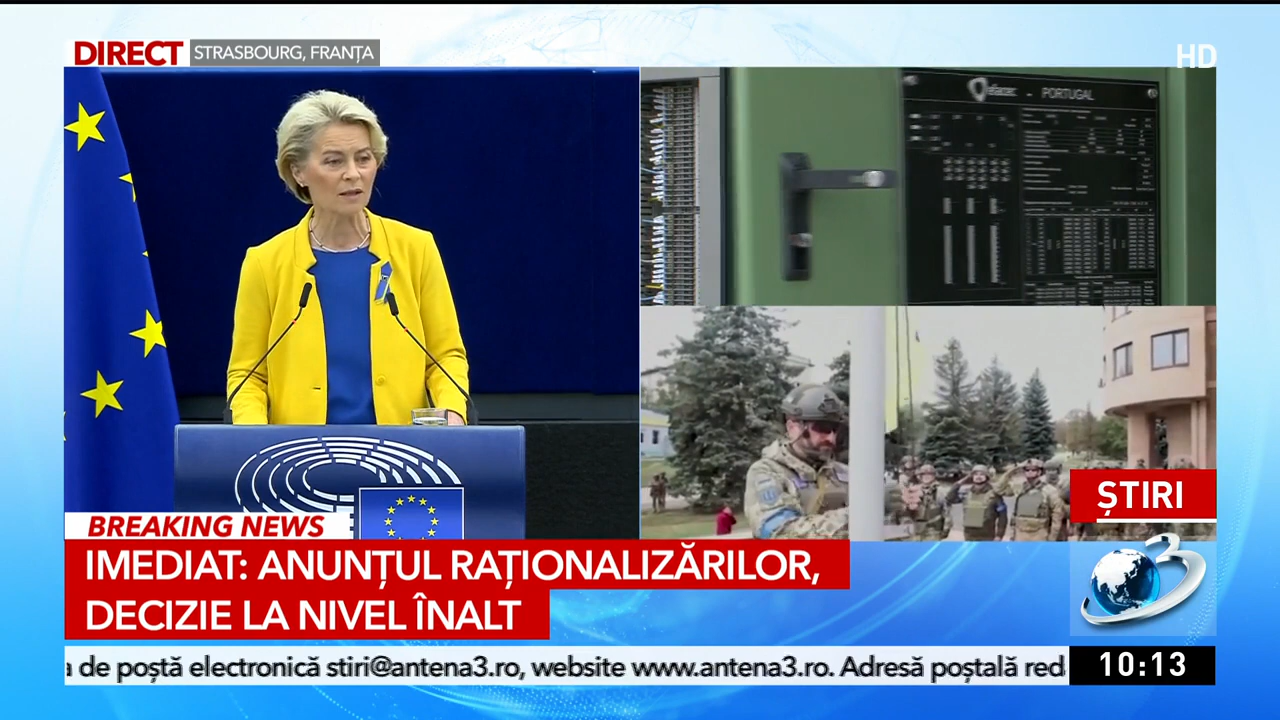 DIRECT
STRASBOURG, FRANȚA
HD
efacec - PORTUGAL
BREAKING NEWS
IMEDIAT: ANUNȚUL RAȚIONALIZĂRILOR,
DECIZIE LA NIVEL ÎNALT
ȘTIRI
3
a de poștă electronică stiri@antena3.ro, website www.antena3.ro. Adresă poștală red
10:13